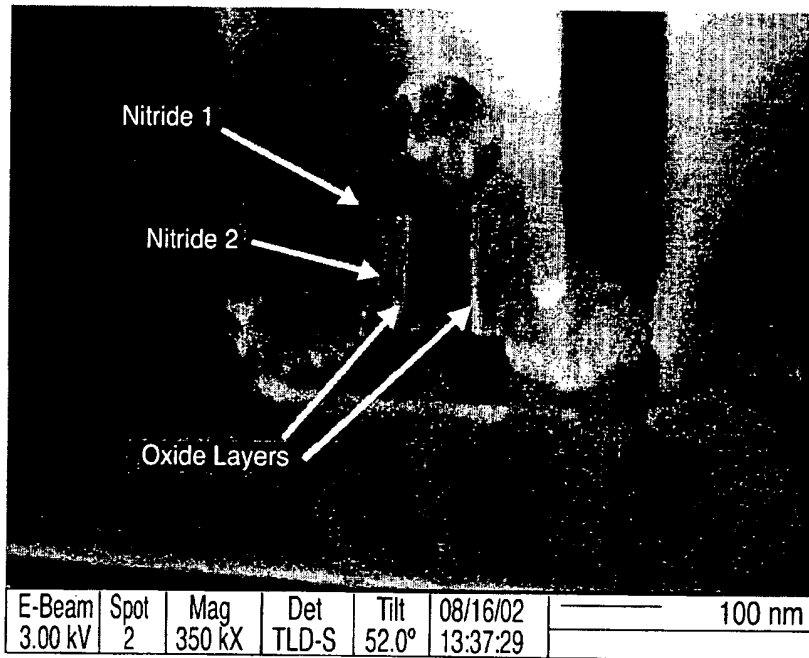 Nitride 1
Nitride 2
Oxide Layers
E-Beam Spot Mag Det Tilt 08/16/02 100 nm
3.00 kV 2 350 kX TLD-S 52.0º 13:37:29